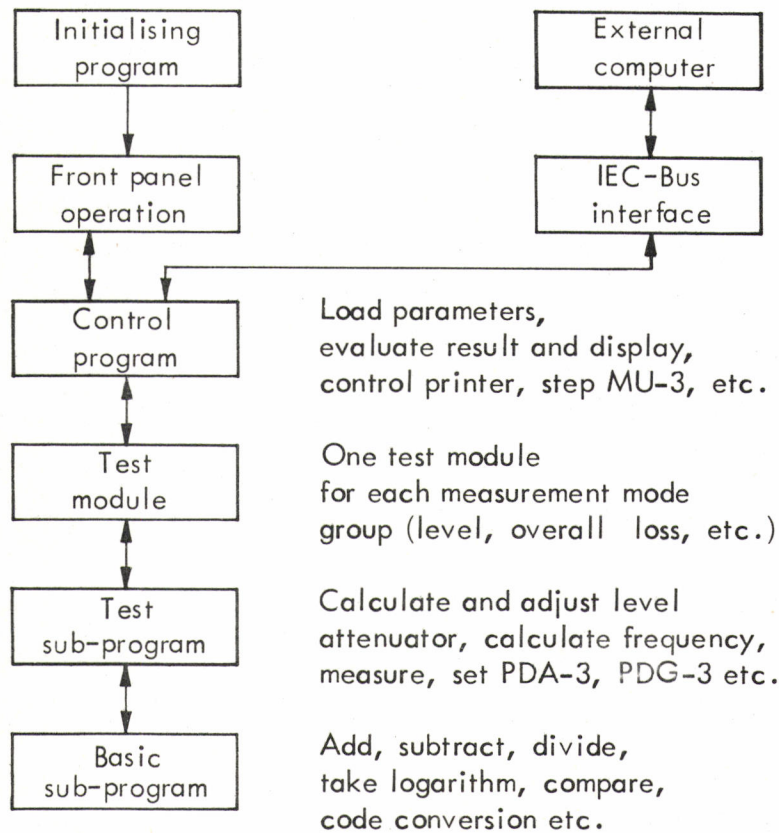 Initialising
program
External
computer
Front panel
operation
IEC-Bus
interface
Control
program
Load parameters,
evaluate result and display,
control printer, step MU-3, etc.
Test
module
One test module
for each measurement mode
group (level, overall loss, etc.)
Test
sub-program
Calculate and adjust level
attenuator, calculate frequency,
measure, set PDA-3, PDG-3 etc.
Basic
sub-program
Add, subtract, divide,
take logarithm, compare,
code conversion etc.